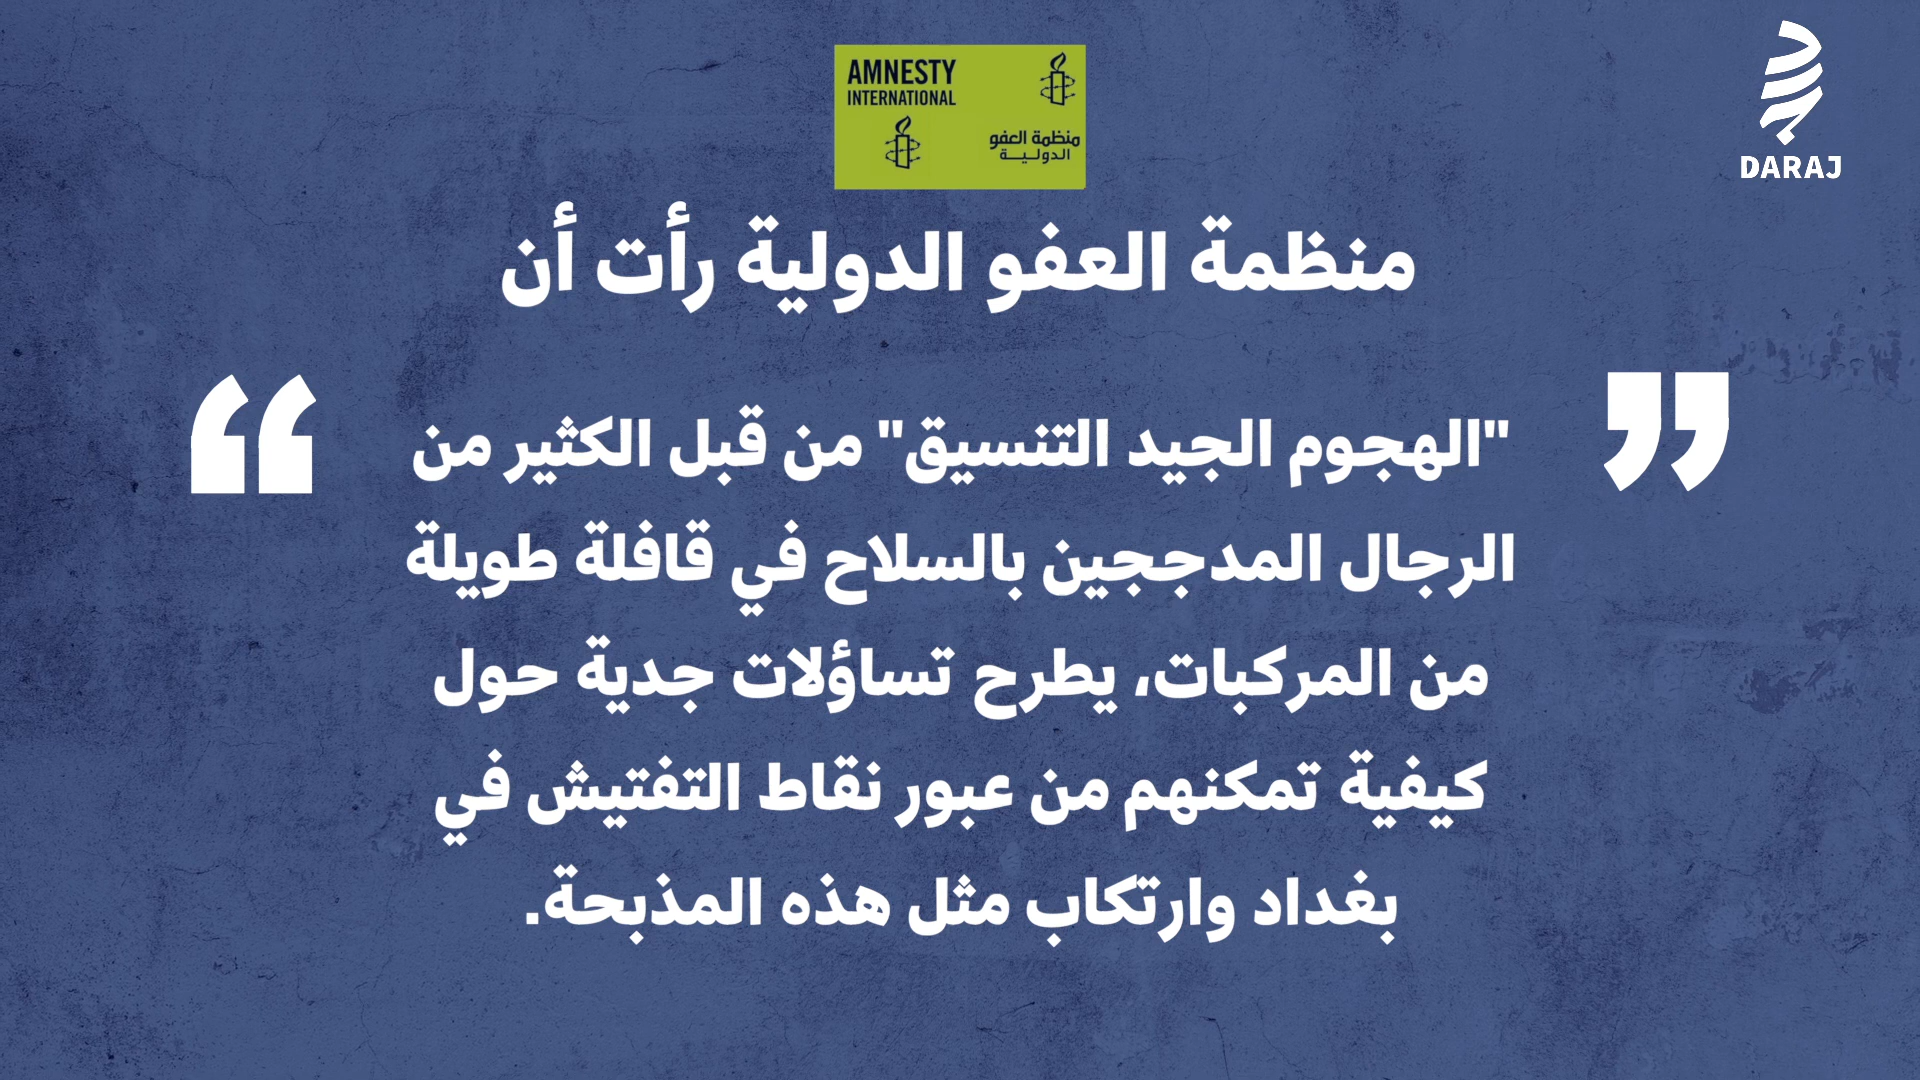 AMNESTY
INTERNATIONAL
منظمة العفو
الدولية
DARAJ
منظمة العفو الدولية رأت أن
"الهجوم الجيد التنسيق" من قبل الكثير من
الرجال المدججين بالسلاح في قافلة طويلة
من المركبات، يطرح تساؤلات جدية حول
كيفية تمكنهم من عبور نقاط التفتيش في
بغداد وارتكاب مثل هذه المذبحة.